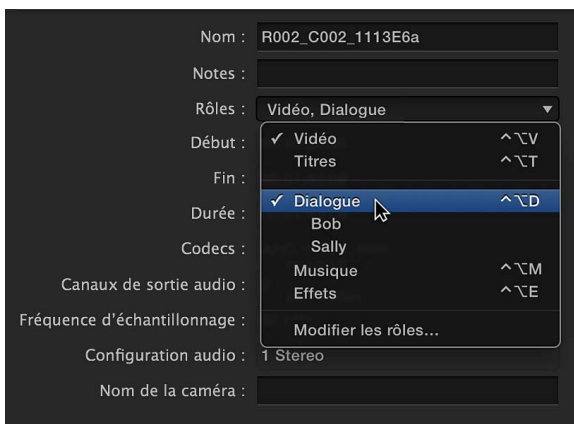 Nom : R002_C002_1113E6a
Notes :
Rôles : Vidéo, Dialogue ▼
Début : ✓ Vidéo ^⌥V
Titres ^⌥T
Fin :
✓ Dialogue ^⌥D
Durée :
Bob
Codecs : Sally
Canaux de sortie audio : Musique ^⌥M
Effets ^⌥E
Fréquence d'échantillonnage :
Modifier les rôles...
Configuration audio : 1 Stereo
Nom de la caméra :